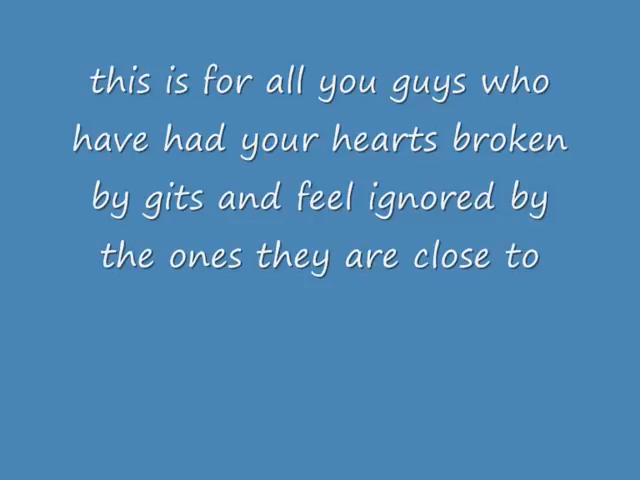 this is for all you guys who
have had your hearts broken
by gits and feel ignored by
the ones they are close to